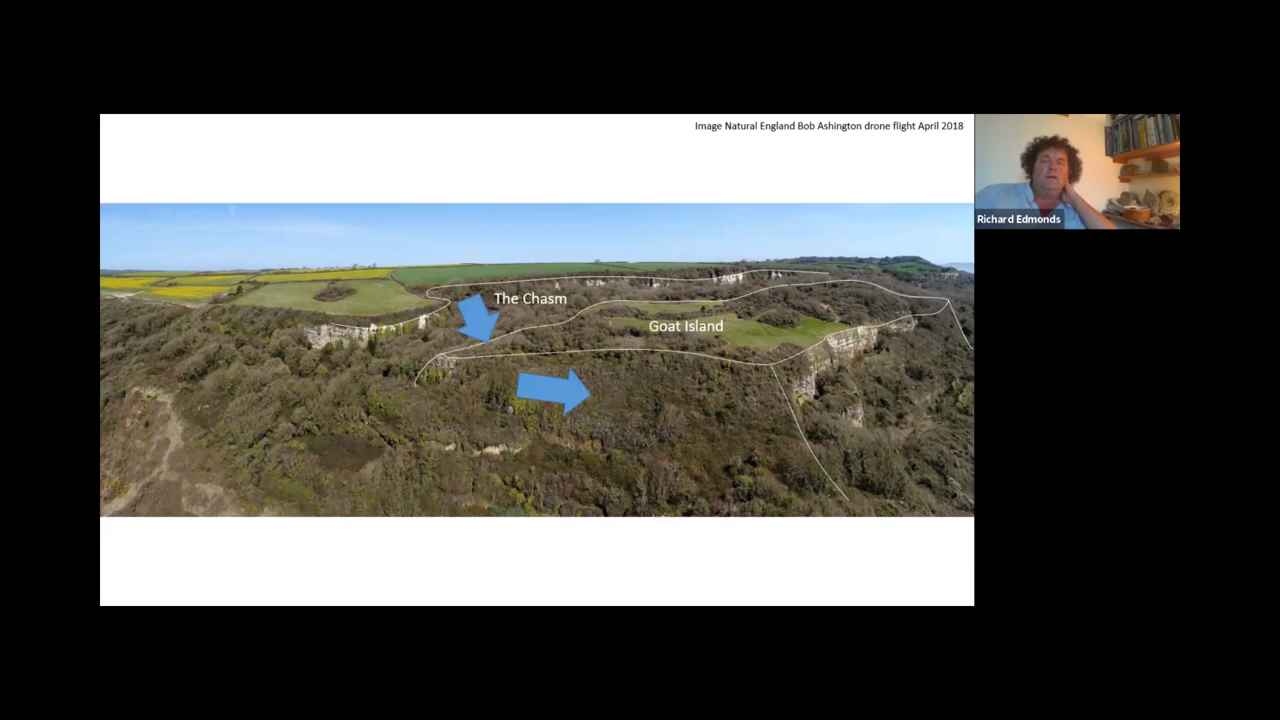 Image Natural England Bob Ashington drone flight April 2018
Richard Edmonds
The Chasm
Goat Island